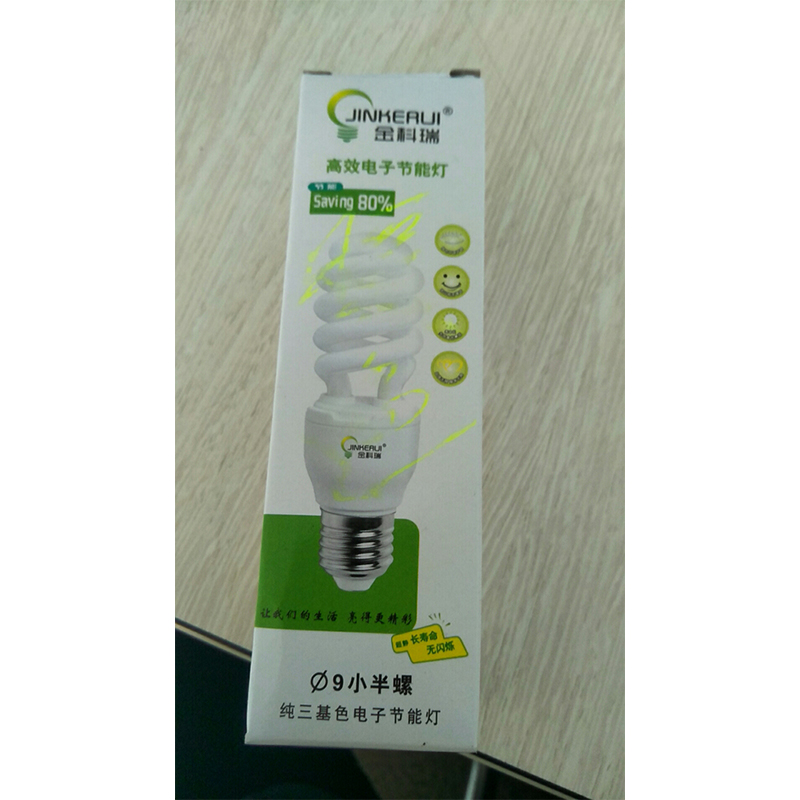 JINKERUI®
金科瑞
高效电子节能灯
节能
Saving 80%
JINKERUI®
金科瑞
让我们的生活 亮得更精彩
长寿命
无闪烁
Ø9小半螺
纯三基色电子节能灯